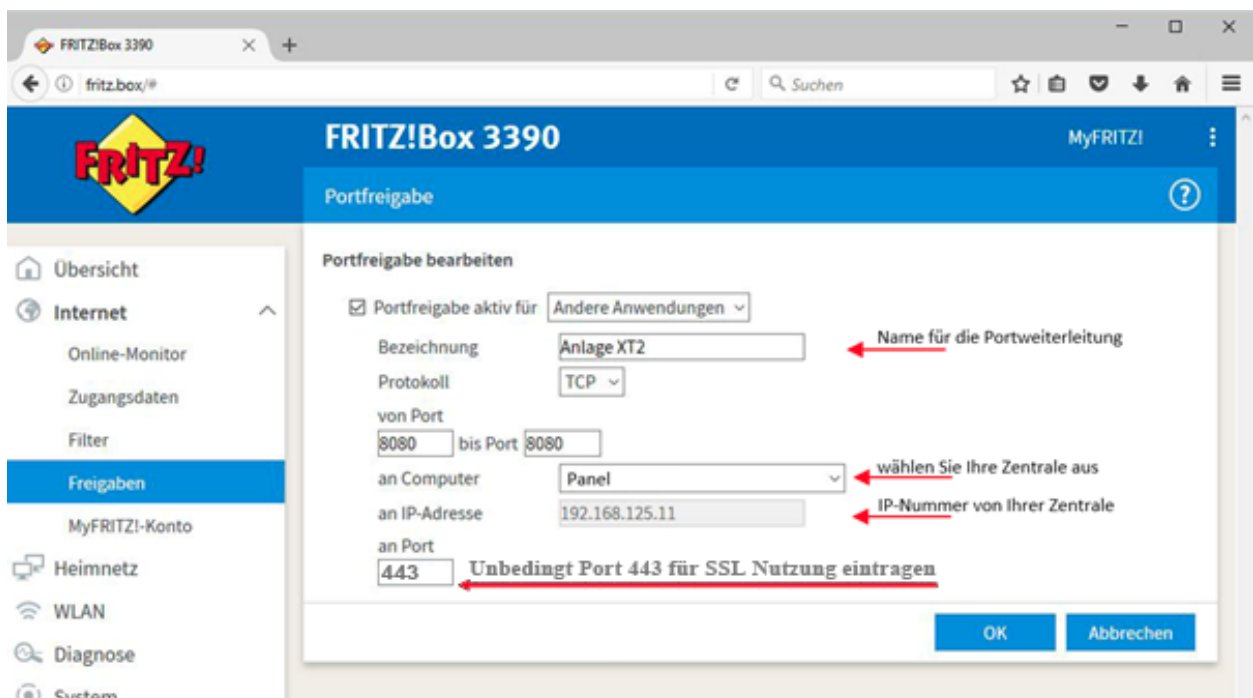 FRITZ!Box 3390
fritz.box/#
Suchen
FRITZ!
FRITZ!Box 3390
MyFRITZ!
Portfreigabe
?
Übersicht
Internet
Online-Monitor
Zugangsdaten
Filter
Freigaben
MyFRITZ!-Konto
Heimnetz
WLAN
Diagnose
System
Portfreigabe bearbeiten
Portfreigabe aktiv für Andere Anwendungen
Bezeichnung Anlage XT2 Name für die Portweiterleitung
Protokoll TCP
von Port
8080 bis Port 8080
an Computer Panel wählen Sie Ihre Zentrale aus
an IP-Adresse 192.168.125.11 IP-Nummer von Ihrer Zentrale
an Port
443 Unbedingt Port 443 für SSL Nutzung eintragen
OK Abbrechen